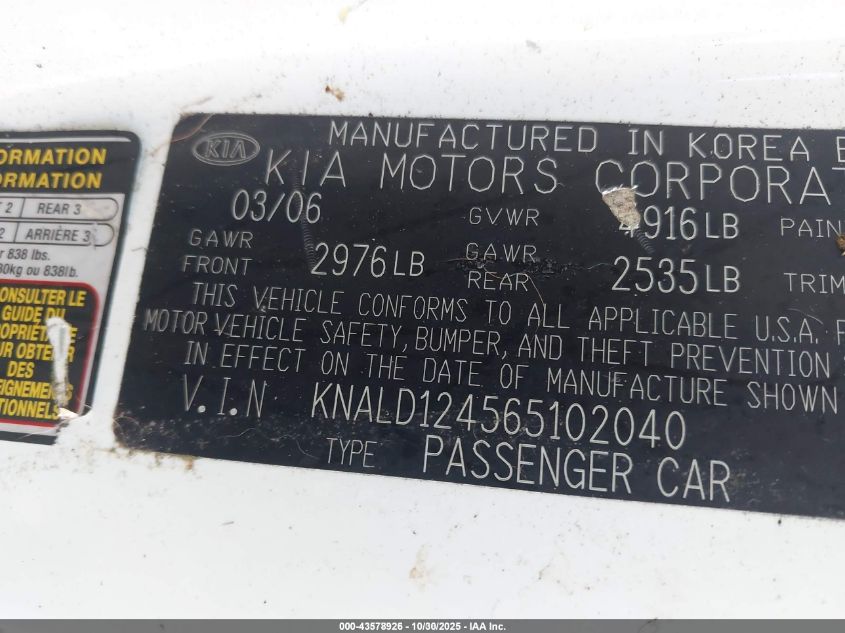 ORMATION
ORMATION
T 2 REAR 3
2 ARRIÈRE 3
r 838 lbs.
80kg ou 838lb.
CONSULTER LE
GUIDE DU
ROPRIÉTAIRE
UR OBTENIR
DES
EIGNEMENTS
TIONNELS
KIA
MANUFACTURED IN KOREA B
KIA MOTORS CORPORAT
03/06 GVWR 4916LB PAIN
GAWR FRONT 2976LB GAWR REAR 2535LB TRIM
THIS VEHICLE CONFORMS TO ALL APPLICABLE U.S.A. F
MOTOR VEHICLE SAFETY, BUMPER, AND THEFT PREVENTION
IN EFFECT ON THE DATE OF MANUFACTURE SHOWN
V.I.N KNALD124565102040
TYPE PASSENGER CAR
000-43578926 - 10/30/2025 - IAA Inc.